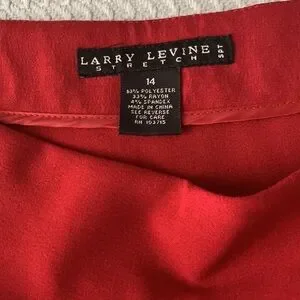 LARRY LEVINE
STRETCH
SPT
14
63% POLYESTER
33% RAYON
4% SPANDEX
MADE IN CHINA
SEE REVERSE
FOR CARE
RN 103715